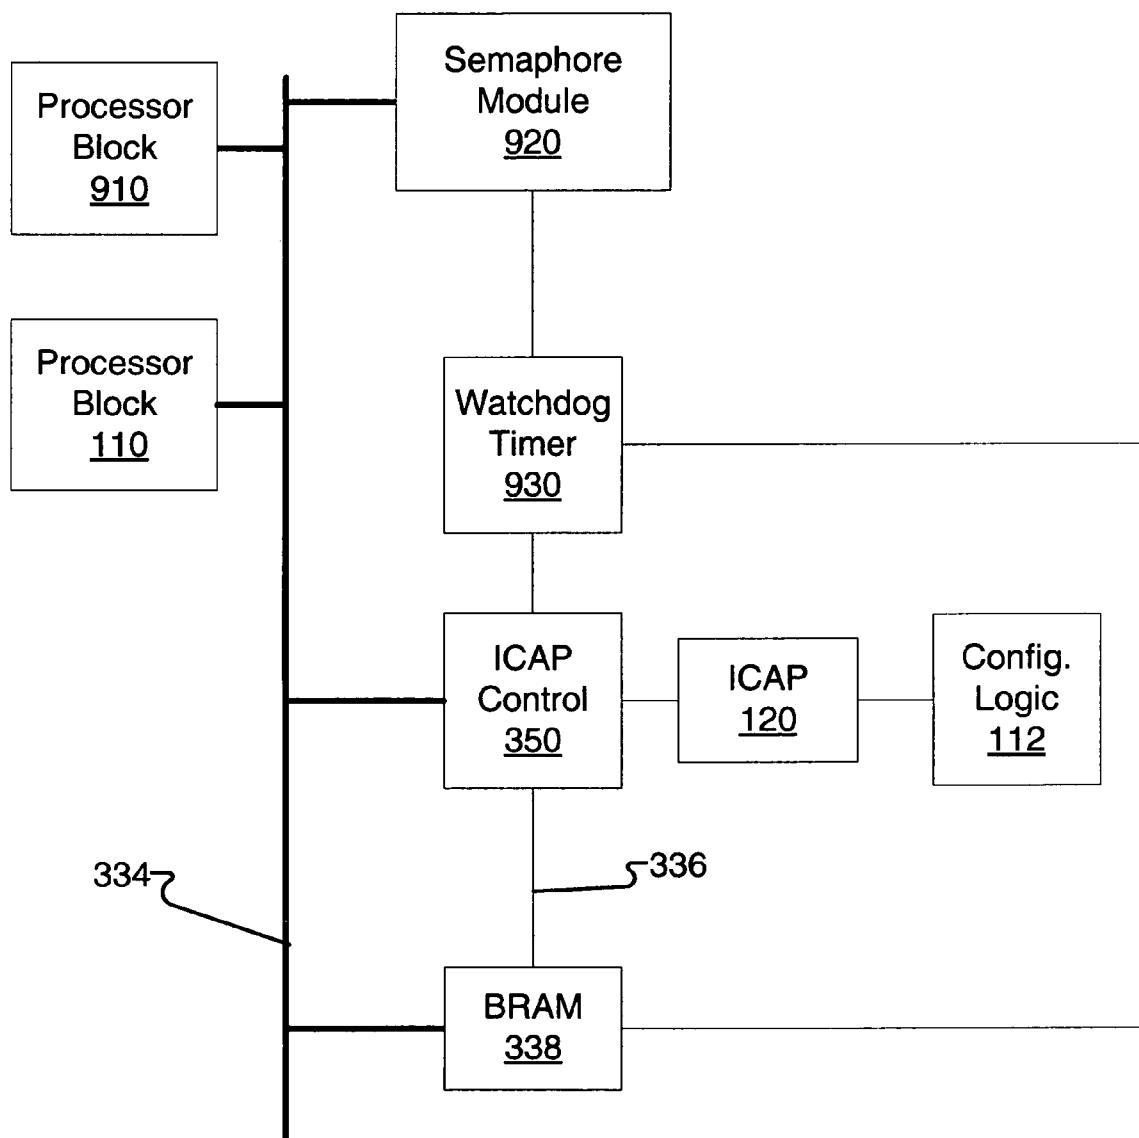 Semaphore
Module
920
Processor
Block
910
Processor
Block
110
Watchdog
Timer
930
ICAP
Control
350
ICAP
120
Config.
Logic
112
334
336
BRAM
338